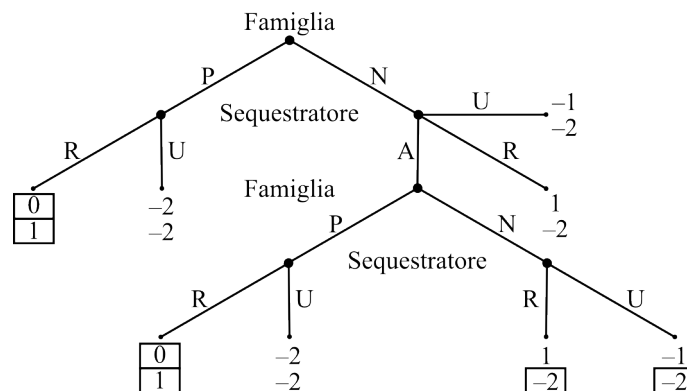 Famiglia
P N
Sequestratore U –1
–2
R U A R
0 –2 Famiglia 1
1 –2 –2
P N
Sequestratore
R U R U
0 –2 1 –1
1 –2 –2 –2